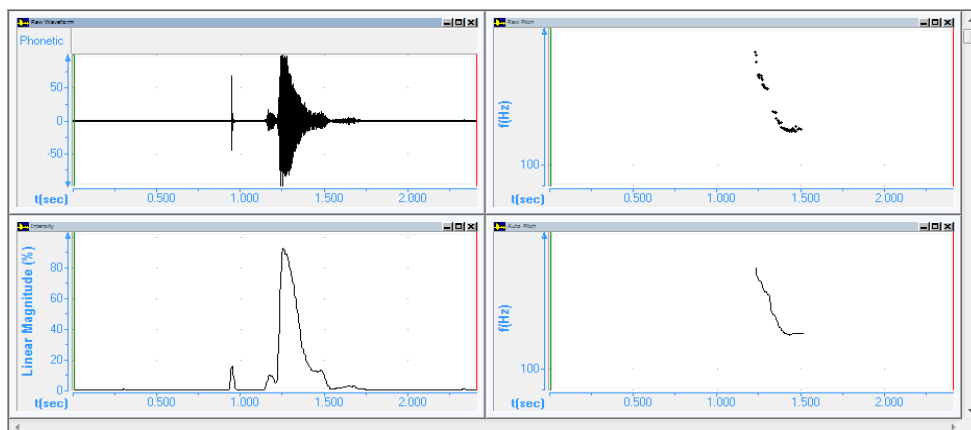 Raw Waveform
Phonetic
50
0
-50
t(sec) 0.500 1.000 1.500 2.000
Raw Pitch
f(Hz)
100
t(sec) 0.500 1.000 1.500 2.000
Intensity
Linear Magnitude (%)
80
60
40
20
0
t(sec) 0.500 1.000 1.500 2.000
Auto Pitch
f(Hz)
100
t(sec) 0.500 1.000 1.500 2.000